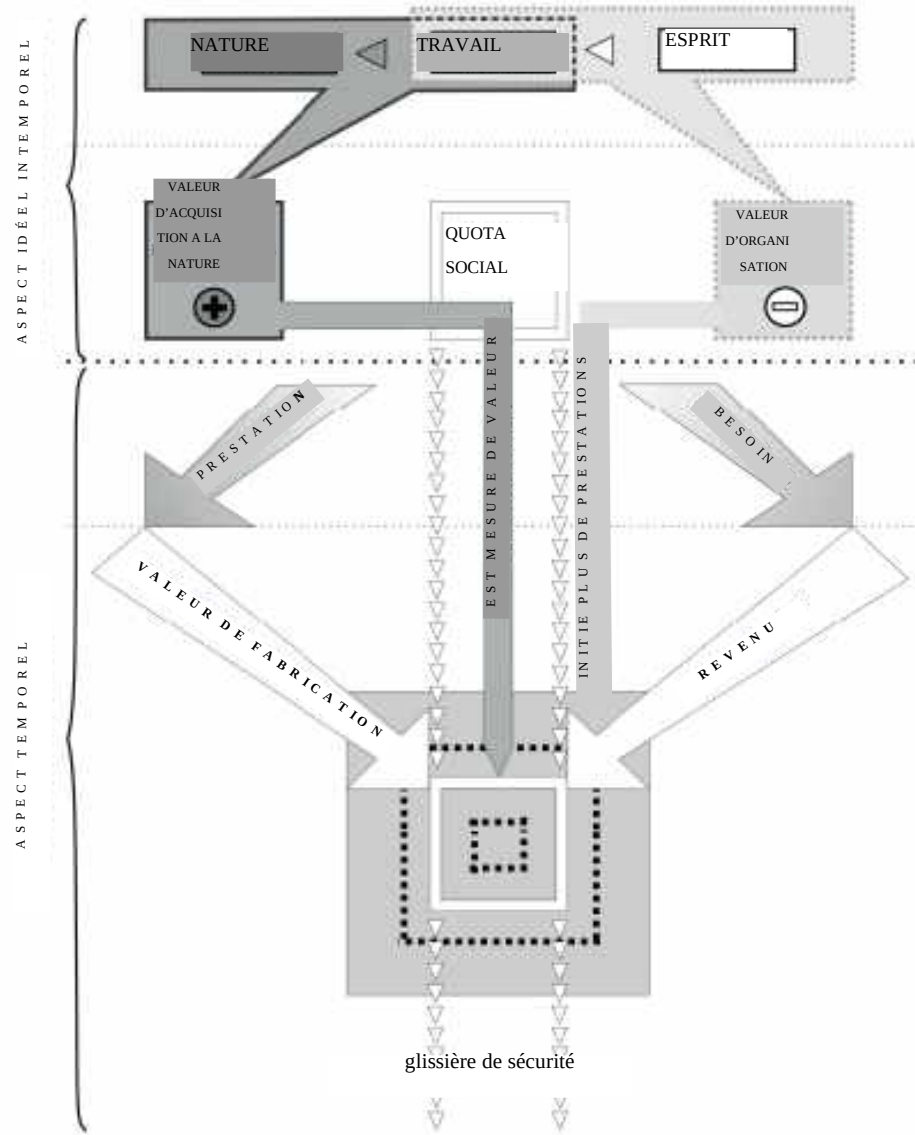 NATURE
TRAVAIL
ESPRIT
ASPECT IDÉEL INTEMPOREL
VALEUR
D’ACQUISI
TION A LA
NATURE
QUOTA
SOCIAL
VALEUR
D’ORGANI
SATION
PRESTATION
EST MESURE DE VALEUR
INITIE PLUS DE PRESTATIONS
BESOIN
ASPECT TEMPOREL
VALEUR DE FABRICATION
REVENU
glissière de sécurité